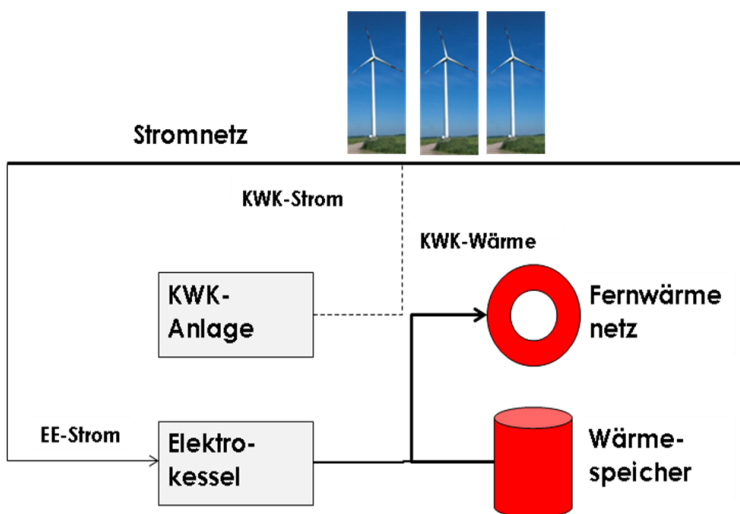 Stromnetz
KWK-Strom
KWK-Wärme
KWK-
Anlage
Fernwärme
netz
EE-Strom
Elektro-
kessel
Wärme-
speicher